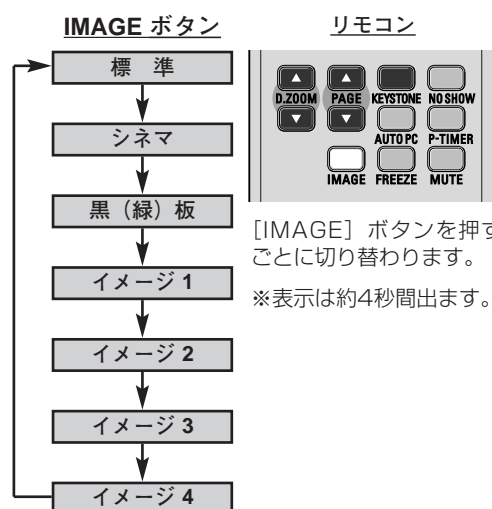 IMAGE ボタン
標 準
シネマ
黒（緑）板
イメージ 1
イメージ 2
イメージ 3
イメージ 4
リモコン
D.ZOOM PAGE KEYSTONE NO SHOW
AUTO PC P-TIMER
IMAGE FREEZE MUTE
［IMAGE］ボタンを押す
ごとに切り替わります。
※表示は約4秒間出ます。